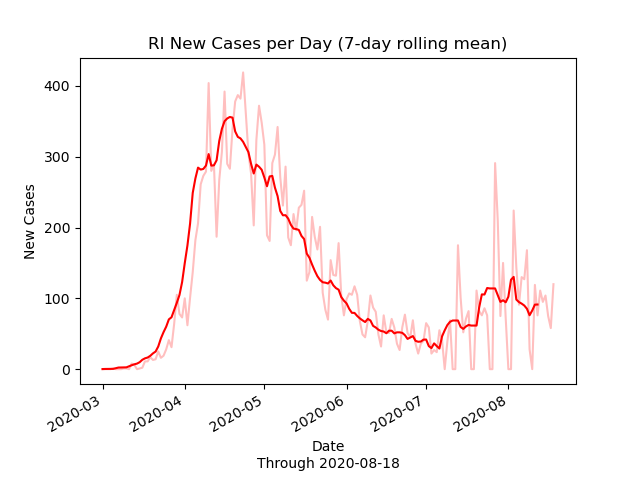 RI New Cases per Day (7-day rolling mean)
New Cases
400
300
200
100
0
2020-03
2020-04
2020-05
2020-06
2020-07
2020-08
Date
Through 2020-08-18